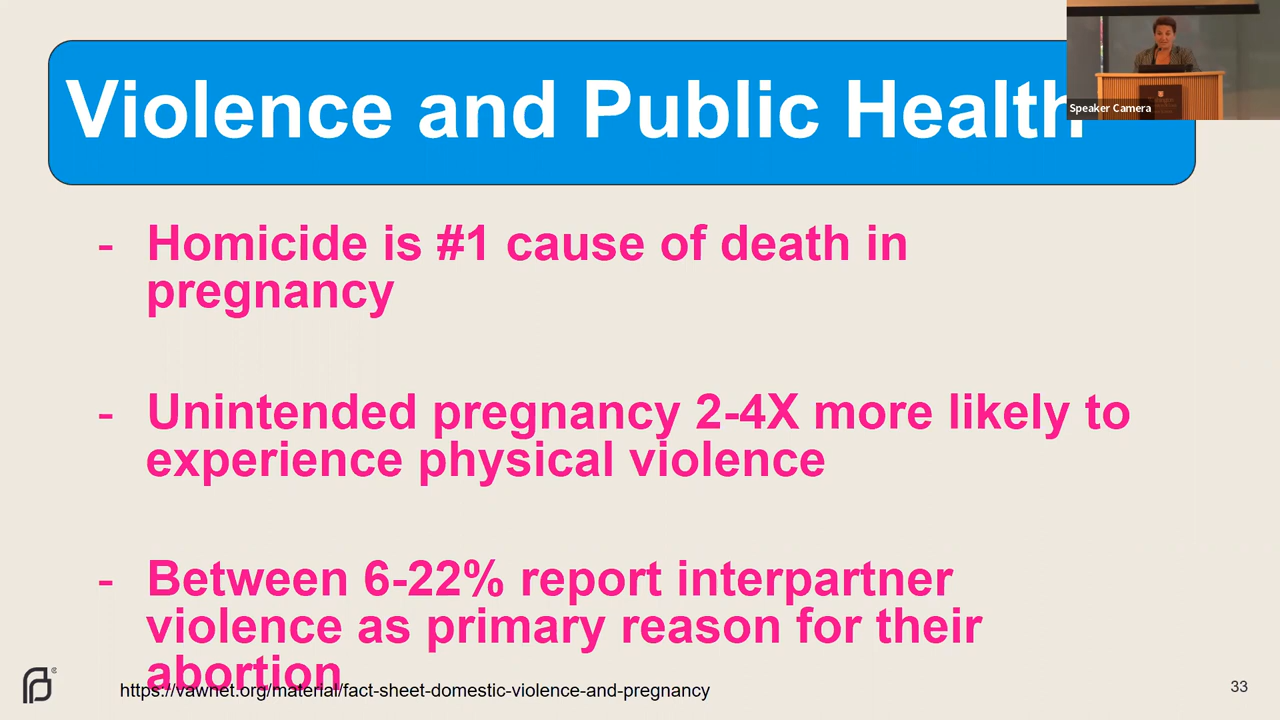 Violence and Public Health
Speaker Camera
- Homicide is #1 cause of death in
pregnancy
- Unintended pregnancy 2-4X more likely to
experience physical violence
- Between 6-22% report interpartner
violence as primary reason for their
abortion
https://vawnet.org/material/fact-sheet-domestic-violence-and-pregnancy
33